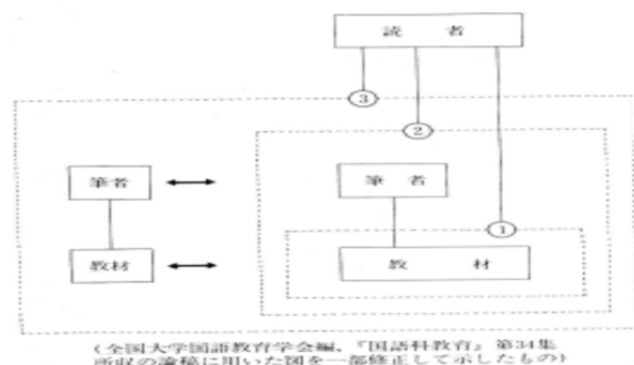 読者
③
②
筆者
筆者
①
教材
教材
(全国大学国語教育学会編、『国語科教育』第34集
所収の論稿に用いた図を一部修正して示したもの)